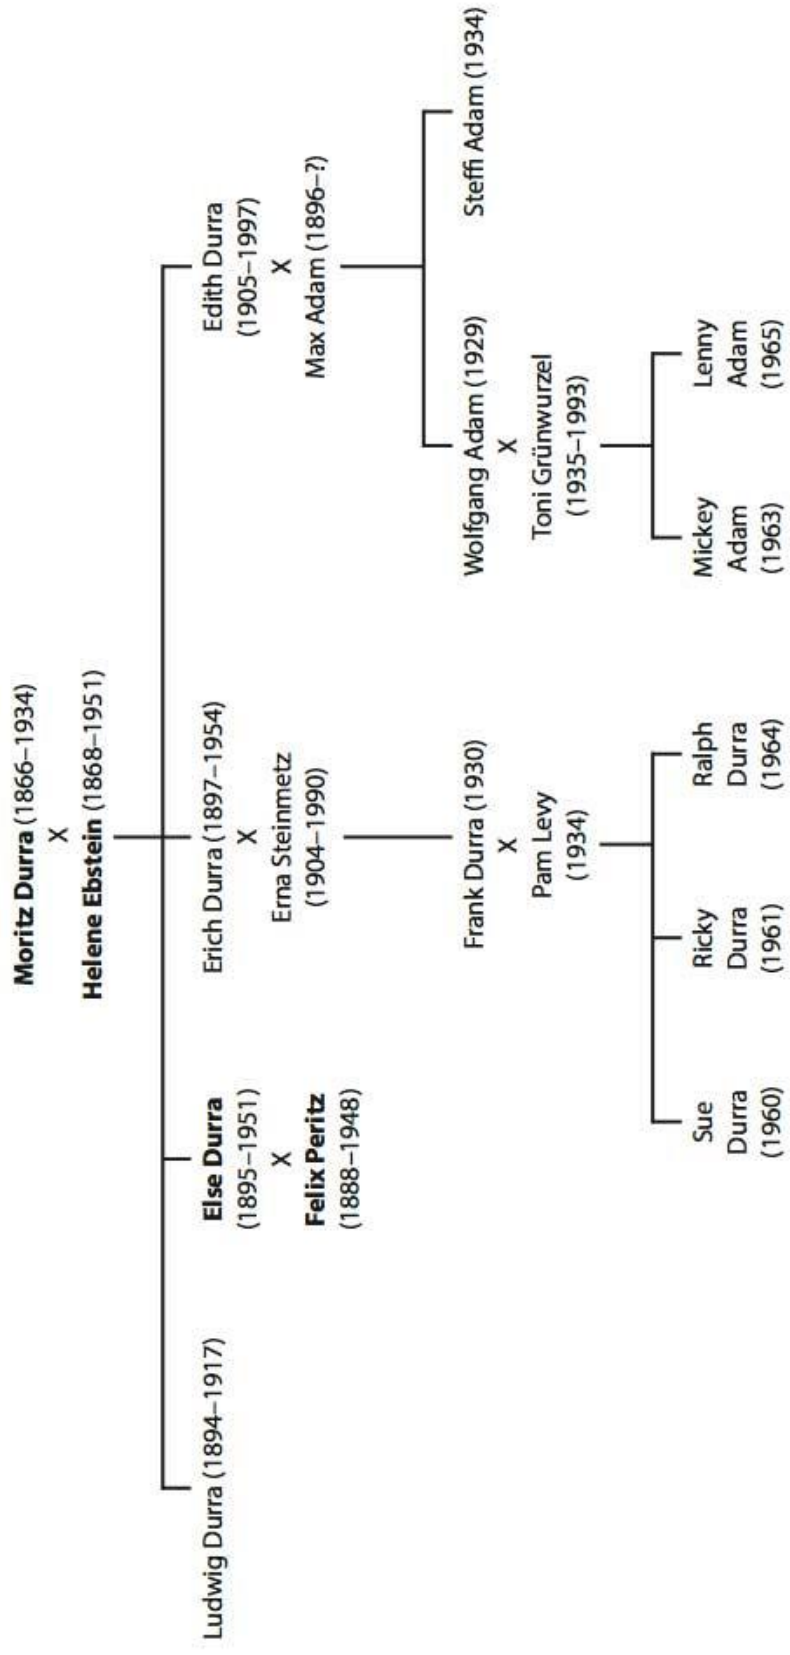 Moritz Durra (1866–1934)
X
Helene Ebstein (1868–1951)
Ludwig Durra (1894–1917)
Else Durra
(1895–1951)
X
Felix Peritz
(1888–1948)
Erich Durra (1897–1954)
X
Erna Steinmetz
(1904–1990)
Edith Durra
(1905–1997)
X
Max Adam (1896–?)
Frank Durra (1930)
X
Pam Levy
(1934)
Wolfgang Adam (1929)
X
Toni Grünwurzel
(1935–1993)
Steffi Adam (1934)
Sue
Durra
(1960)
Ricky
Durra
(1961)
Ralph
Durra
(1964)
Mickey
Adam
(1963)
Lenny
Adam
(1965)